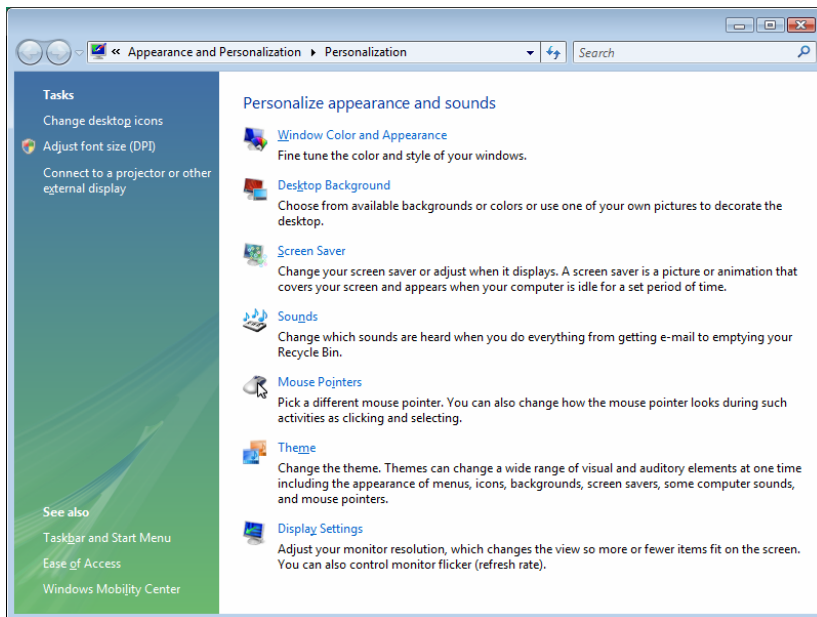 « Appearance and Personalization ▸ Personalization
Search
Tasks
Change desktop icons
Adjust font size (DPI)
Connect to a projector or other
external display
See also
Taskbar and Start Menu
Ease of Access
Windows Mobility Center
Personalize appearance and sounds
Window Color and Appearance
Fine tune the color and style of your windows.
Desktop Background
Choose from available backgrounds or colors or use one of your own pictures to decorate the
desktop.
Screen Saver
Change your screen saver or adjust when it displays. A screen saver is a picture or animation that
covers your screen and appears when your computer is idle for a set period of time.
Sounds
Change which sounds are heard when you do everything from getting e-mail to emptying your
Recycle Bin.
Mouse Pointers
Pick a different mouse pointer. You can also change how the mouse pointer looks during such
activities as clicking and selecting.
Theme
Change the theme. Themes can change a wide range of visual and auditory elements at one time
including the appearance of menus, icons, backgrounds, screen savers, some computer sounds,
and mouse pointers.
Display Settings
Adjust your monitor resolution, which changes the view so more or fewer items fit on the screen.
You can also control monitor flicker (refresh rate).